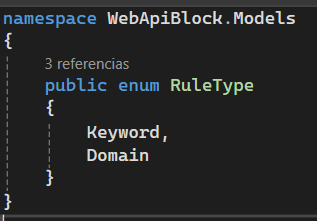 namespace WebApiBlock.Models
{
3 referencias
public enum RuleType
{
Keyword,
Domain
}
}